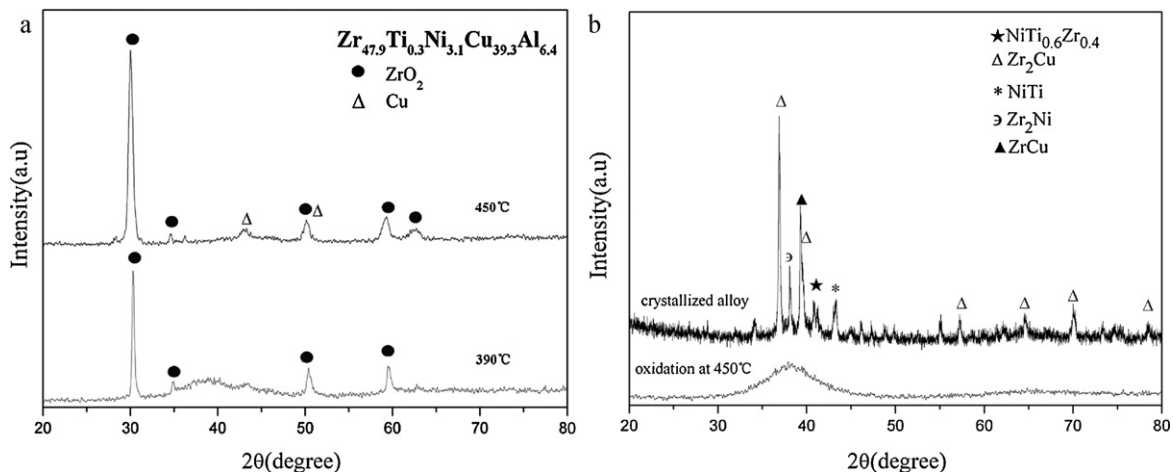 a
Zr47.9Ti0.3Ni3.1Cu39.3Al6.4
● ZrO2
Δ Cu
450℃
390℃
Intensity(a.u)
20 30 40 50 60 70 80
2θ(degree)
b
★NiTi0.6Zr0.4
Δ Zr2Cu
* NiTi
϶ Zr2Ni
▲ ZrCu
crystallized alloy
oxidation at 450℃
Intensity(a.u)
20 30 40 50 60 70 80
2θ(degree)